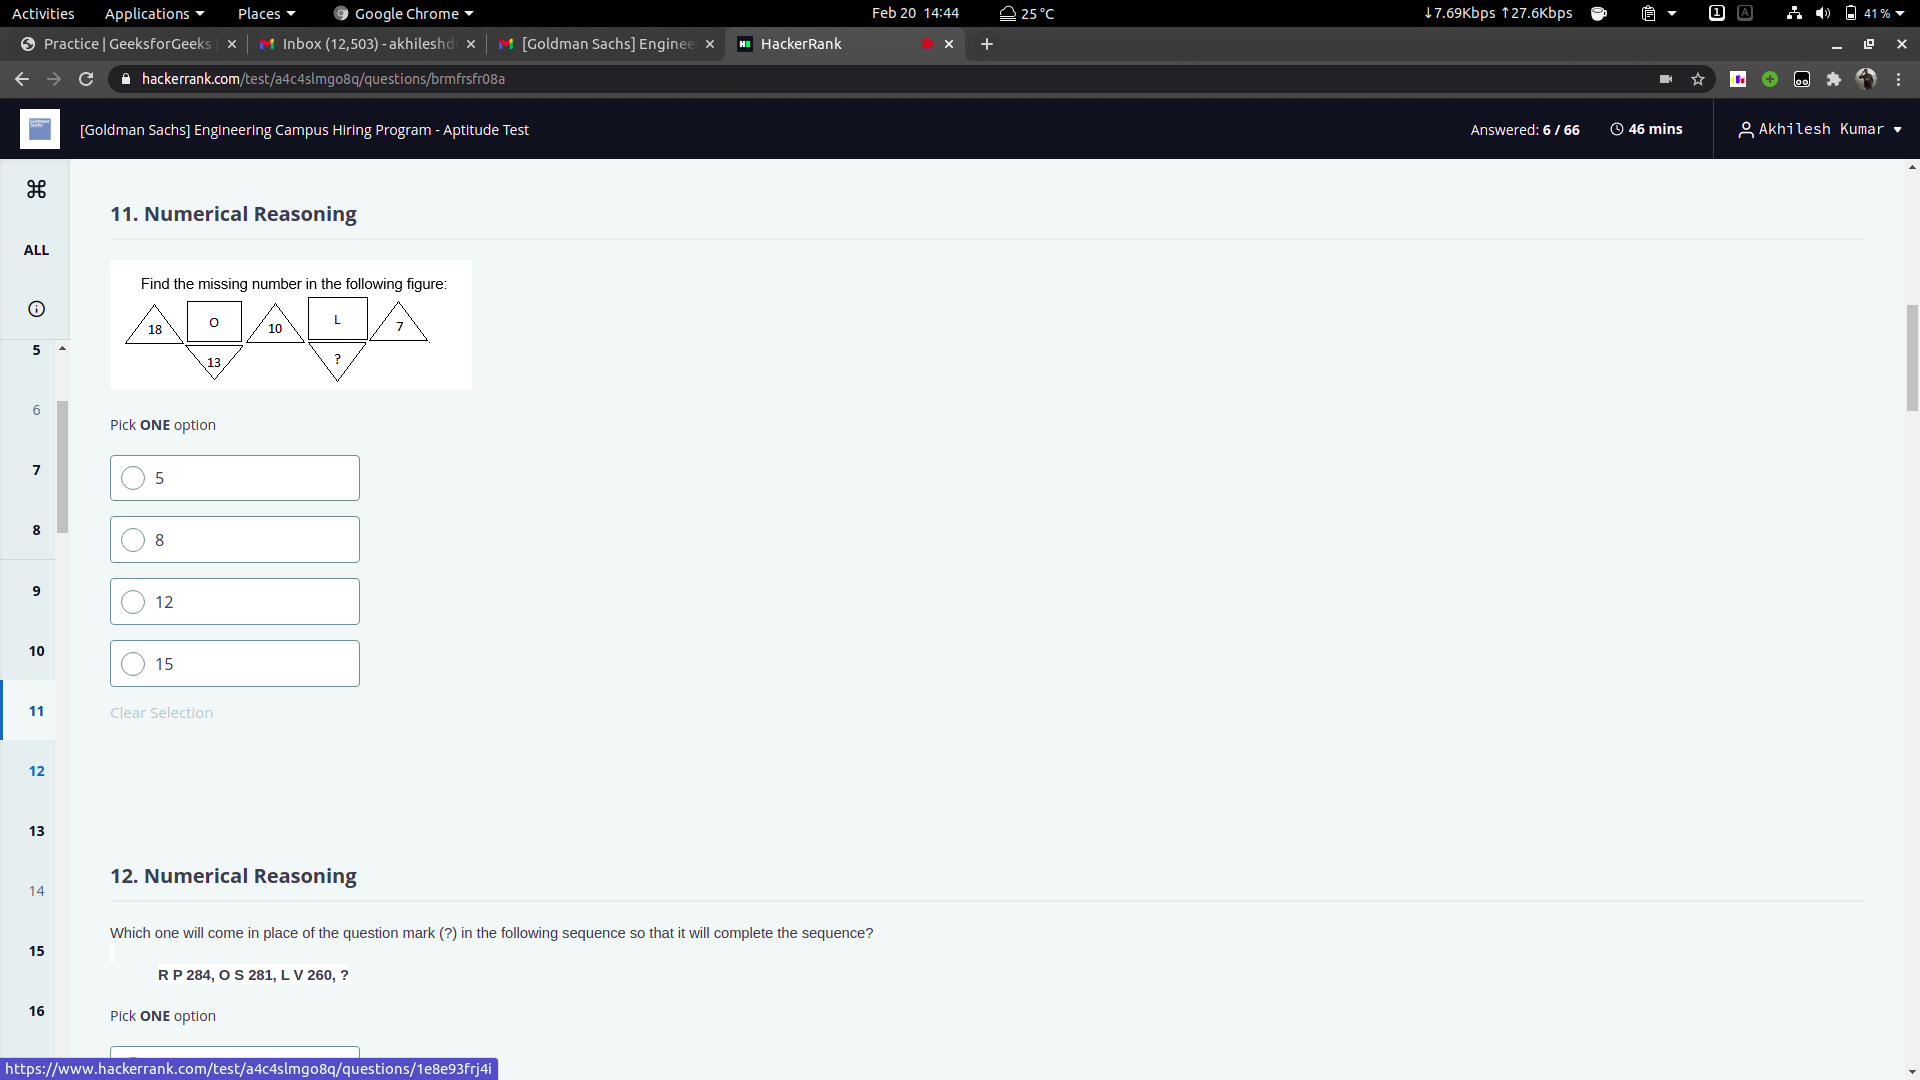 Activities Applications Places Google Chrome Feb 20 14:44 25 °C ↓7.69Kbps ↑27.6Kbps 1 A 41 %
Practice | GeeksforGeeks Inbox (12,503) - akhileshd [Goldman Sachs] Enginee HackerRank
hackerrank.com/test/a4c4slmgo8q/questions/brmfrsfr08a
[Goldman Sachs] Engineering Campus Hiring Program - Aptitude Test Answered: 6 / 66 46 mins Akhilesh Kumar
ALL
5
6
7
8
9
10
11
12
13
14
15
16
11. Numerical Reasoning
Find the missing number in the following figure:
18 O 10 L 7
13 ?
Pick ONE option
5
8
12
15
Clear Selection
12. Numerical Reasoning
Which one will come in place of the question mark (?) in the following sequence so that it will complete the sequence?
R P 284, O S 281, L V 260, ?
Pick ONE option
https://www.hackerrank.com/test/a4c4slmgo8q/questions/1e8e93frj4i